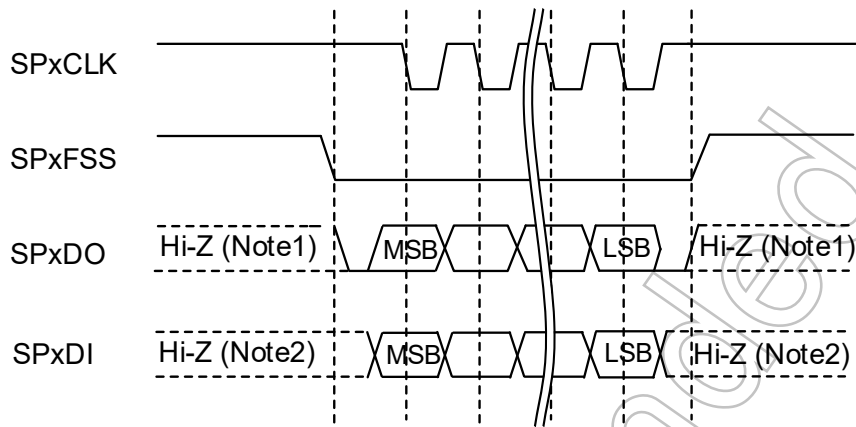 SPxCLK
SPxFSS
SPxDO Hi-Z (Note1) MSB LSB Hi-Z (Note1)
SPxDI Hi-Z (Note2) MSB LSB Hi-Z (Note2)